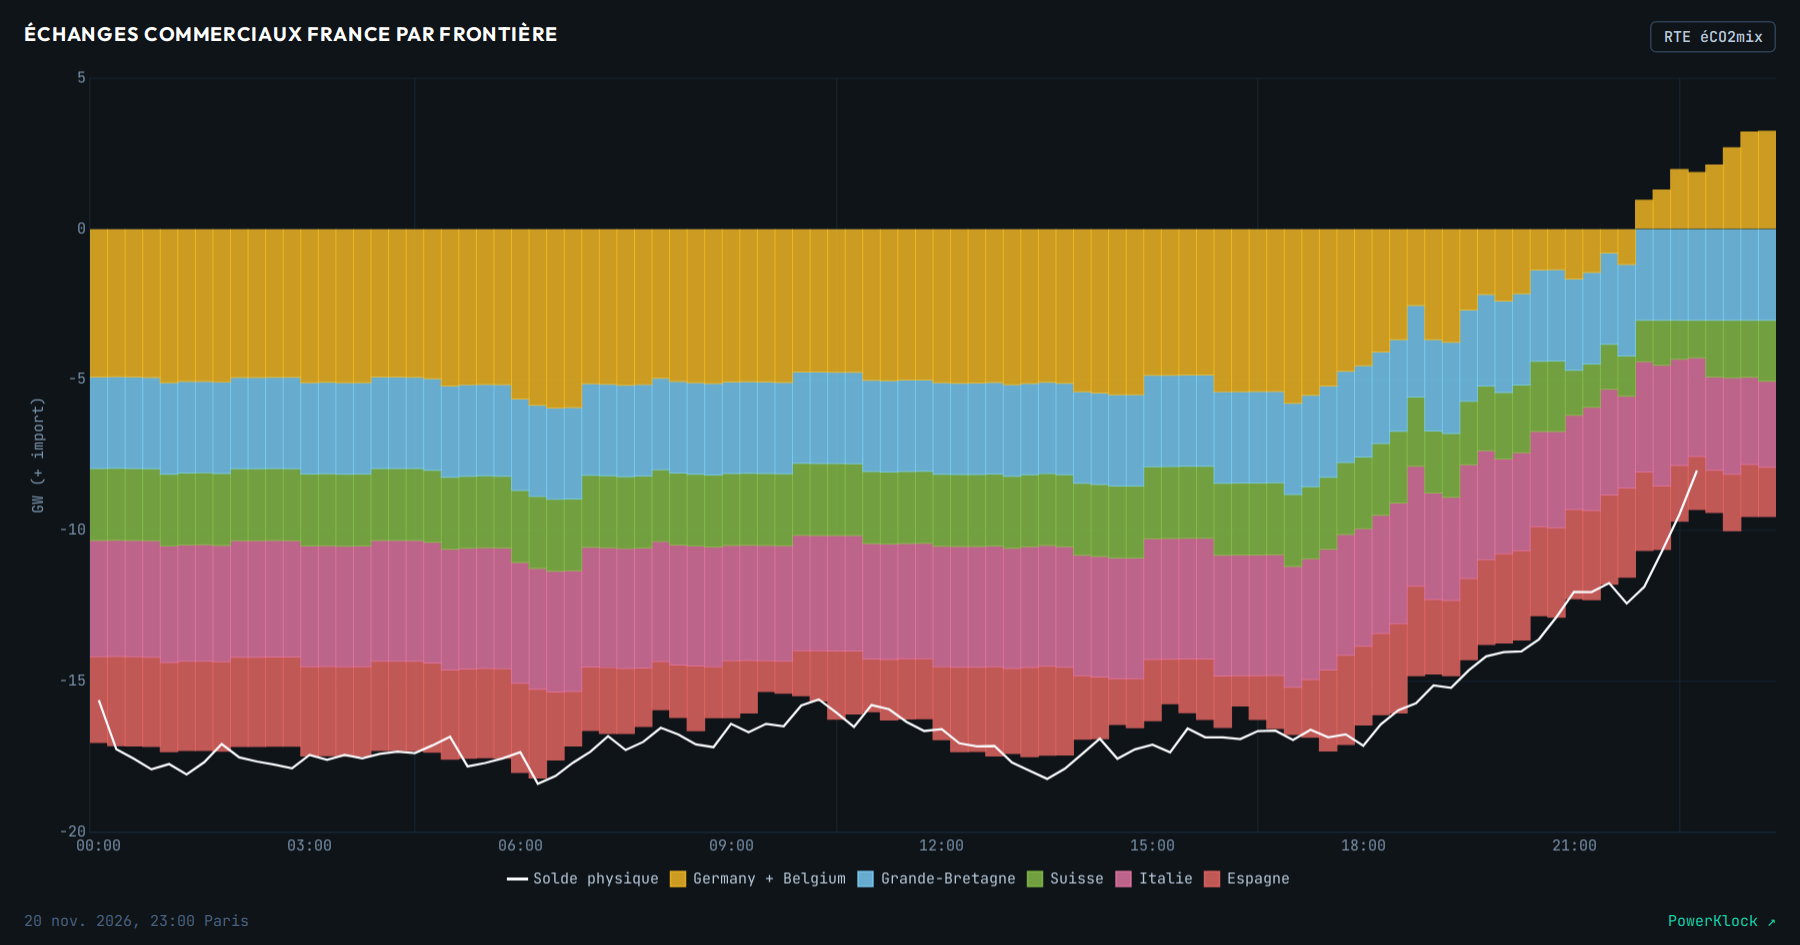 ÉCHANGES COMMERCIAUX FRANCE PAR FRONTIÈRE
RTE éCO2mix
5
0
-5
-10
-15
-20
GW (+ import)
00:00 03:00 06:00 09:00 12:00 15:00 18:00 21:00
Solde physique Germany + Belgium Grande-Bretagne Suisse Italie Espagne
20 nov. 2026, 23:00 Paris
PowerKlock ↗